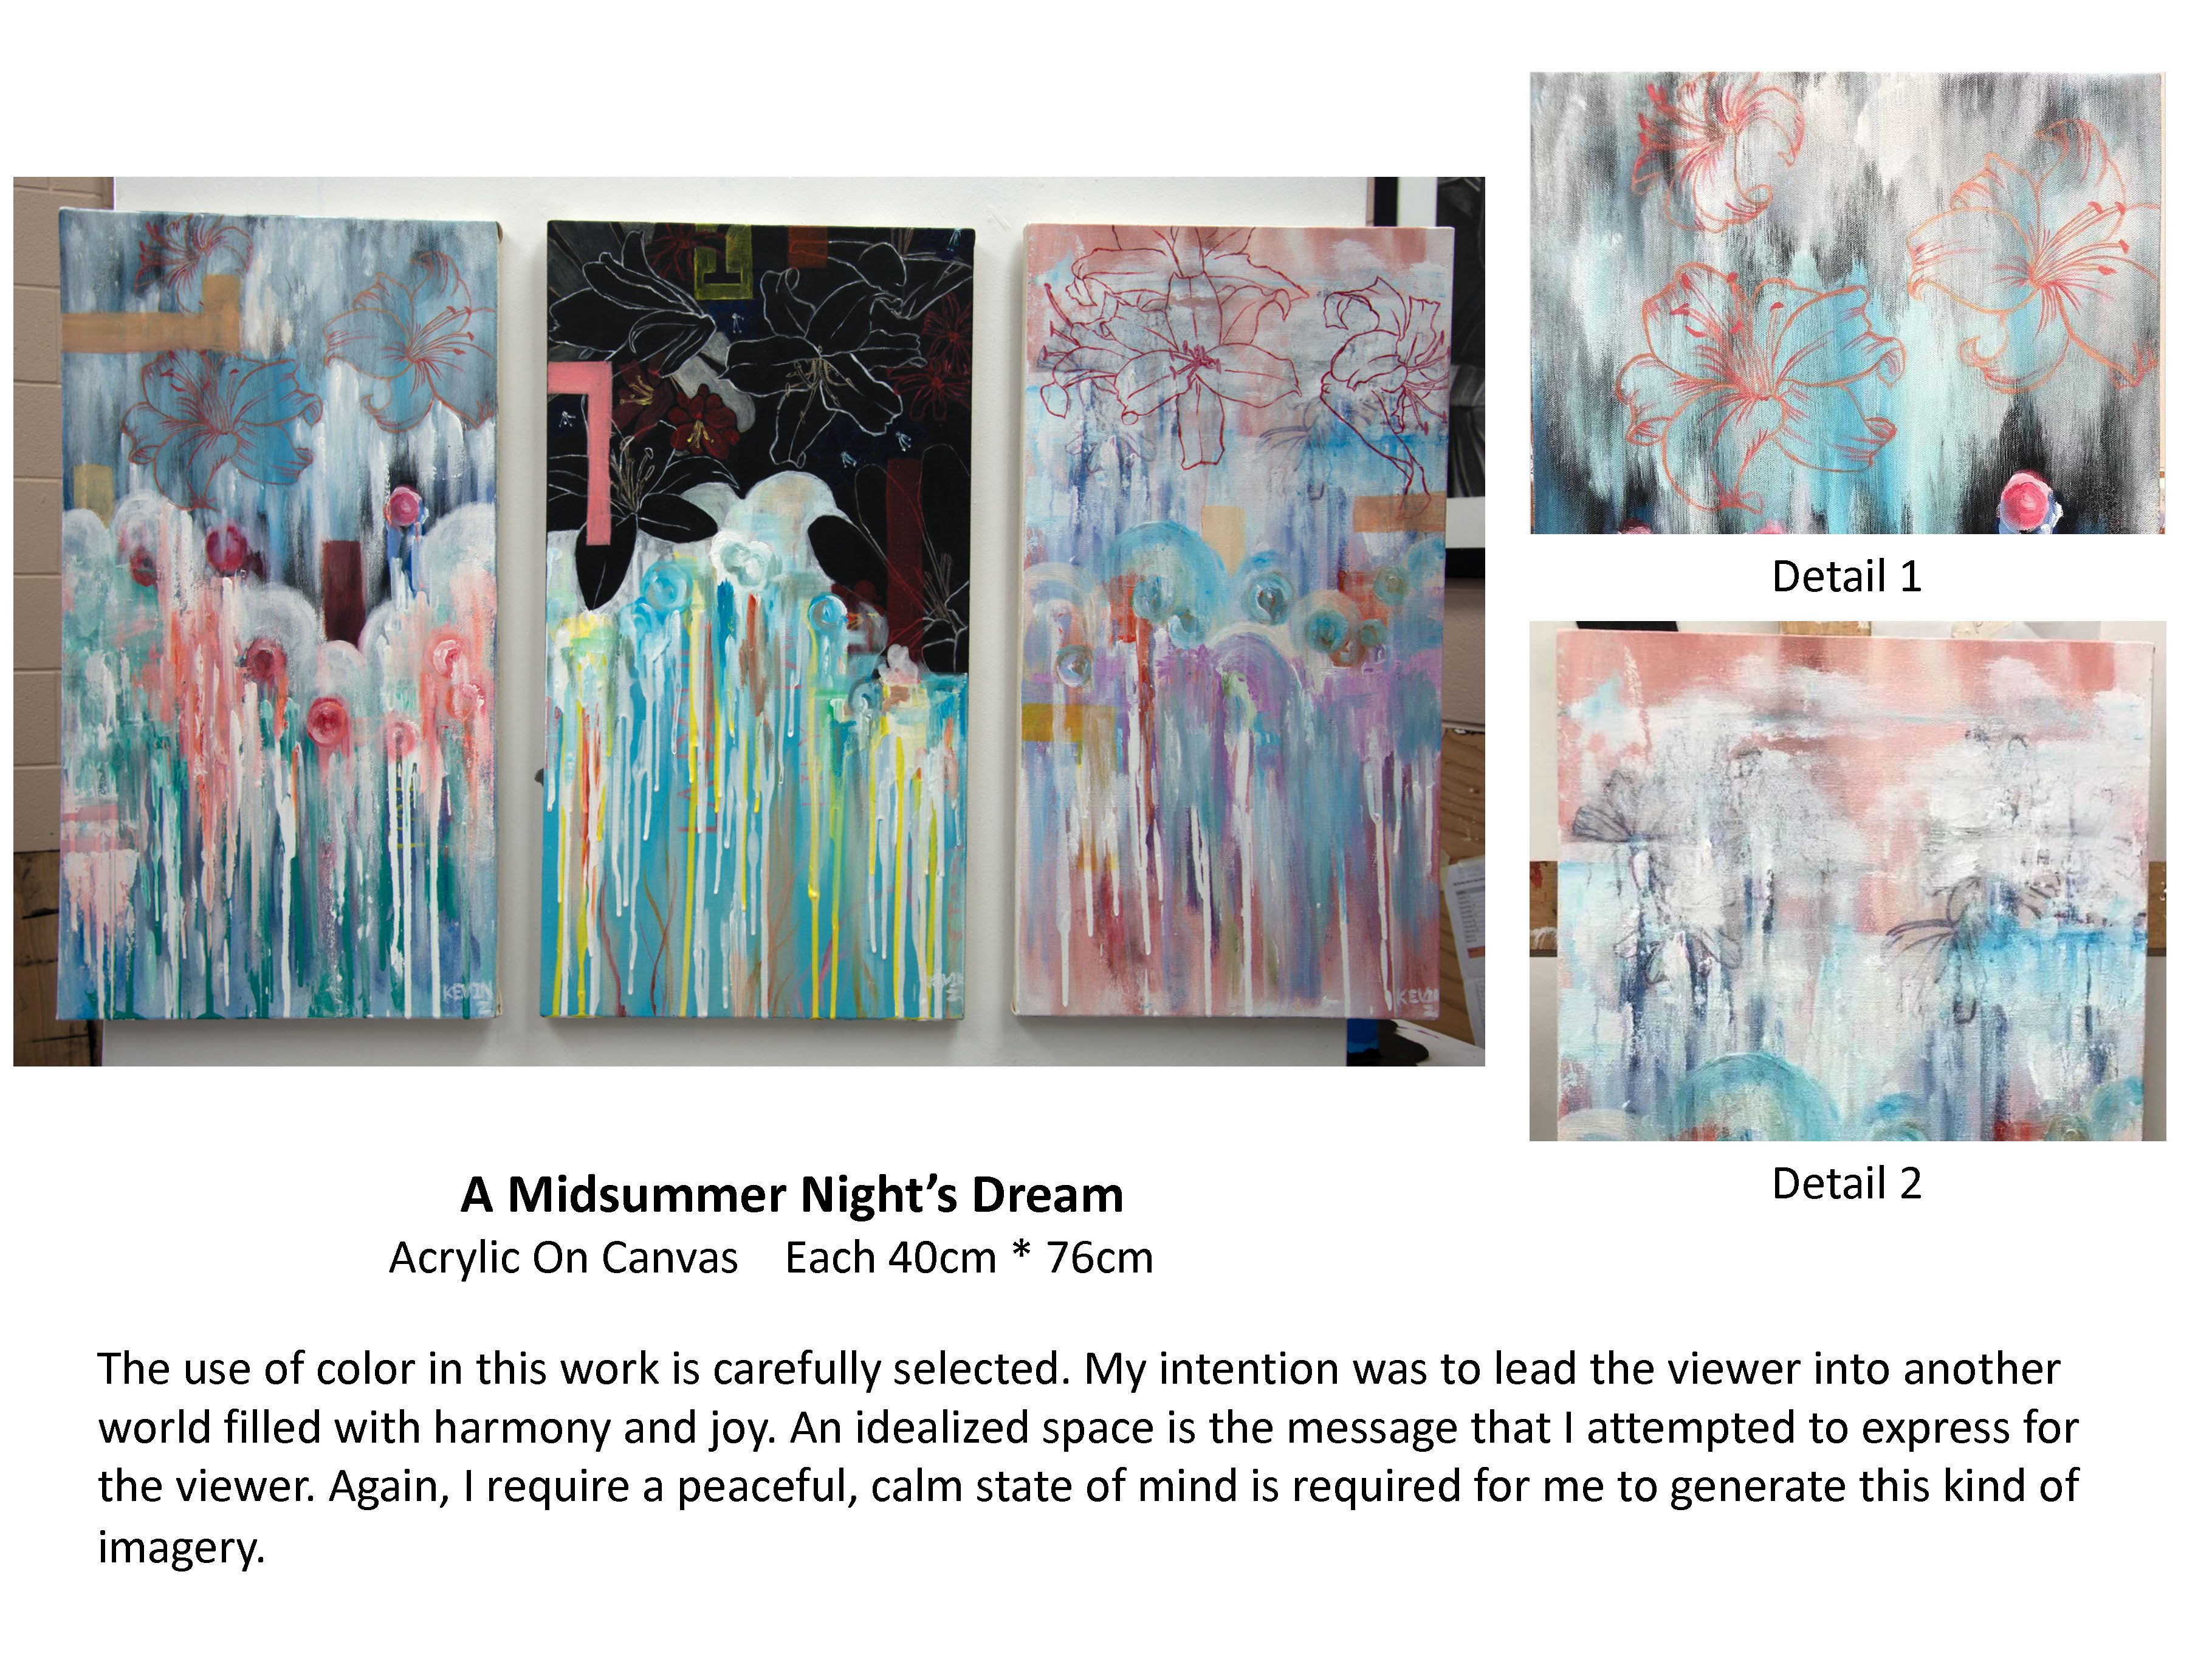 KEVIN
KEVIN
KEVIN
Detail 1
Detail 2
A Midsummer Night’s Dream
Acrylic On Canvas Each 40cm * 76cm
The use of color in this work is carefully selected. My intention was to lead the viewer into another
world filled with harmony and joy. An idealized space is the message that I attempted to express for
the viewer. Again, I require a peaceful, calm state of mind is required for me to generate this kind of
imagery.